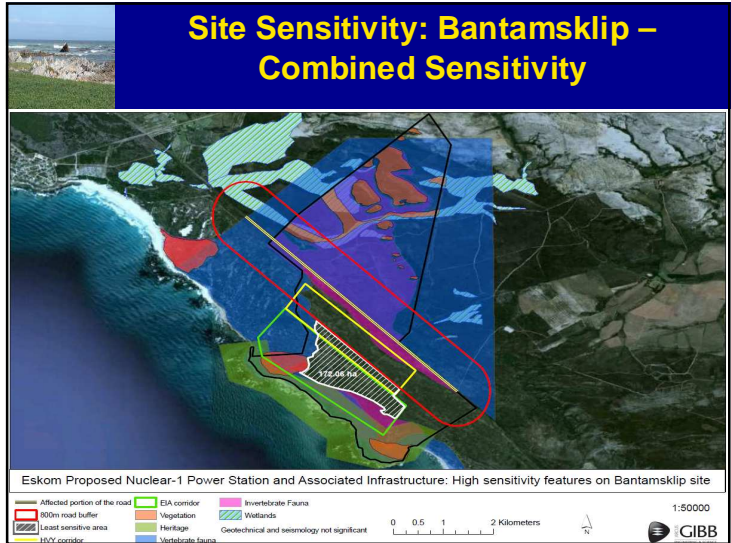 Site Sensitivity: Bantamsklip –
Combined Sensitivity
172.06 ha
Eskom Proposed Nuclear-1 Power Station and Associated Infrastructure: High sensitivity features on Bantamsklip site
Affected portion of the road
EIA corridor
Invertebrate Fauna
800m road buffer
Vegetation
Wetlands
Least sensitive area
Heritage
Geotechnical and seismology not significant
HVY corridor
Vertebrate fauna
0 0.5 1 2 Kilometers
N
1:50000
GIBB